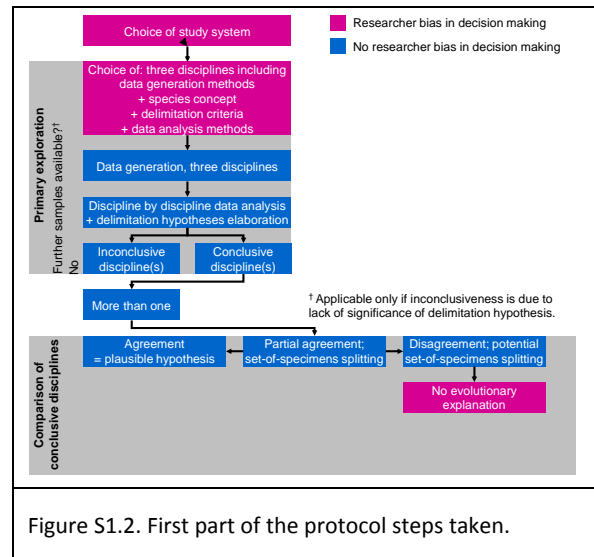 Choice of study system
Researcher bias in decision making
No researcher bias in decision making
Primary exploration
Further samples available?†
No
Choice of: three disciplines including
data generation methods
+ species concept
+ delimitation criteria
+ data analysis methods
Data generation, three disciplines
Discipline by discipline data analysis
+ delimitation hypotheses elaboration
Inconclusive
discipline(s)
Conclusive
discipline(s)
More than one
† Applicable only if inconclusiveness is due to
lack of significance of delimitation hypothesis.
Comparison of
conclusive disciplines
Agreement
= plausible hypothesis
Partial agreement;
set-of-specimens splitting
Disagreement; potential
set-of-specimens splitting
No evolutionary
explanation
Figure S1.2. First part of the protocol steps taken.